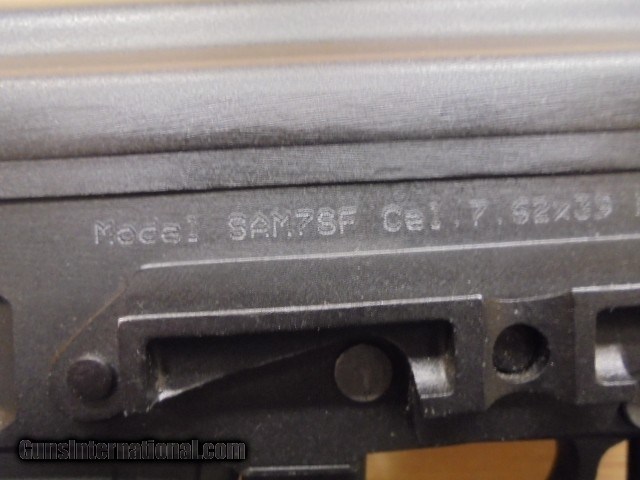 Model SAM7SF Cal.7.62x39
GunsInternational.com